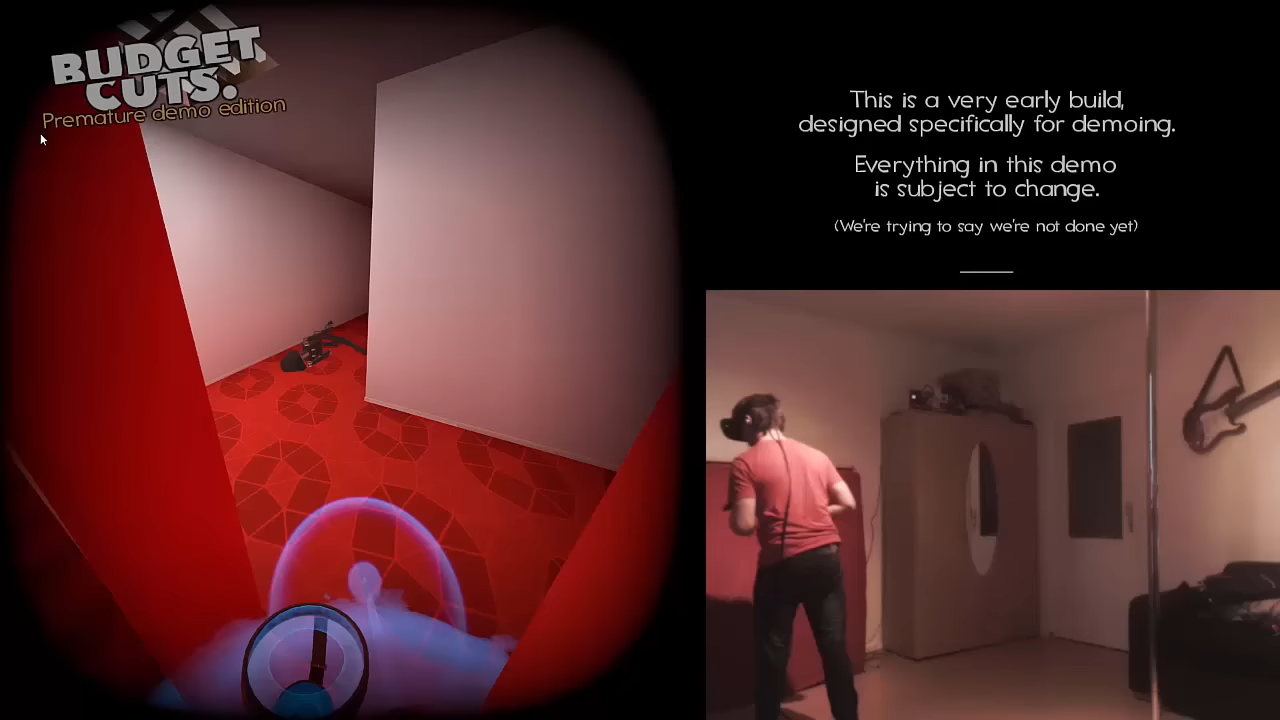 BUDGET
CUTS.
Premature demo edition
This is a very early build,
designed specifically for demoing.
Everything in this demo
is subject to change.
(We're trying to say we're not done yet)